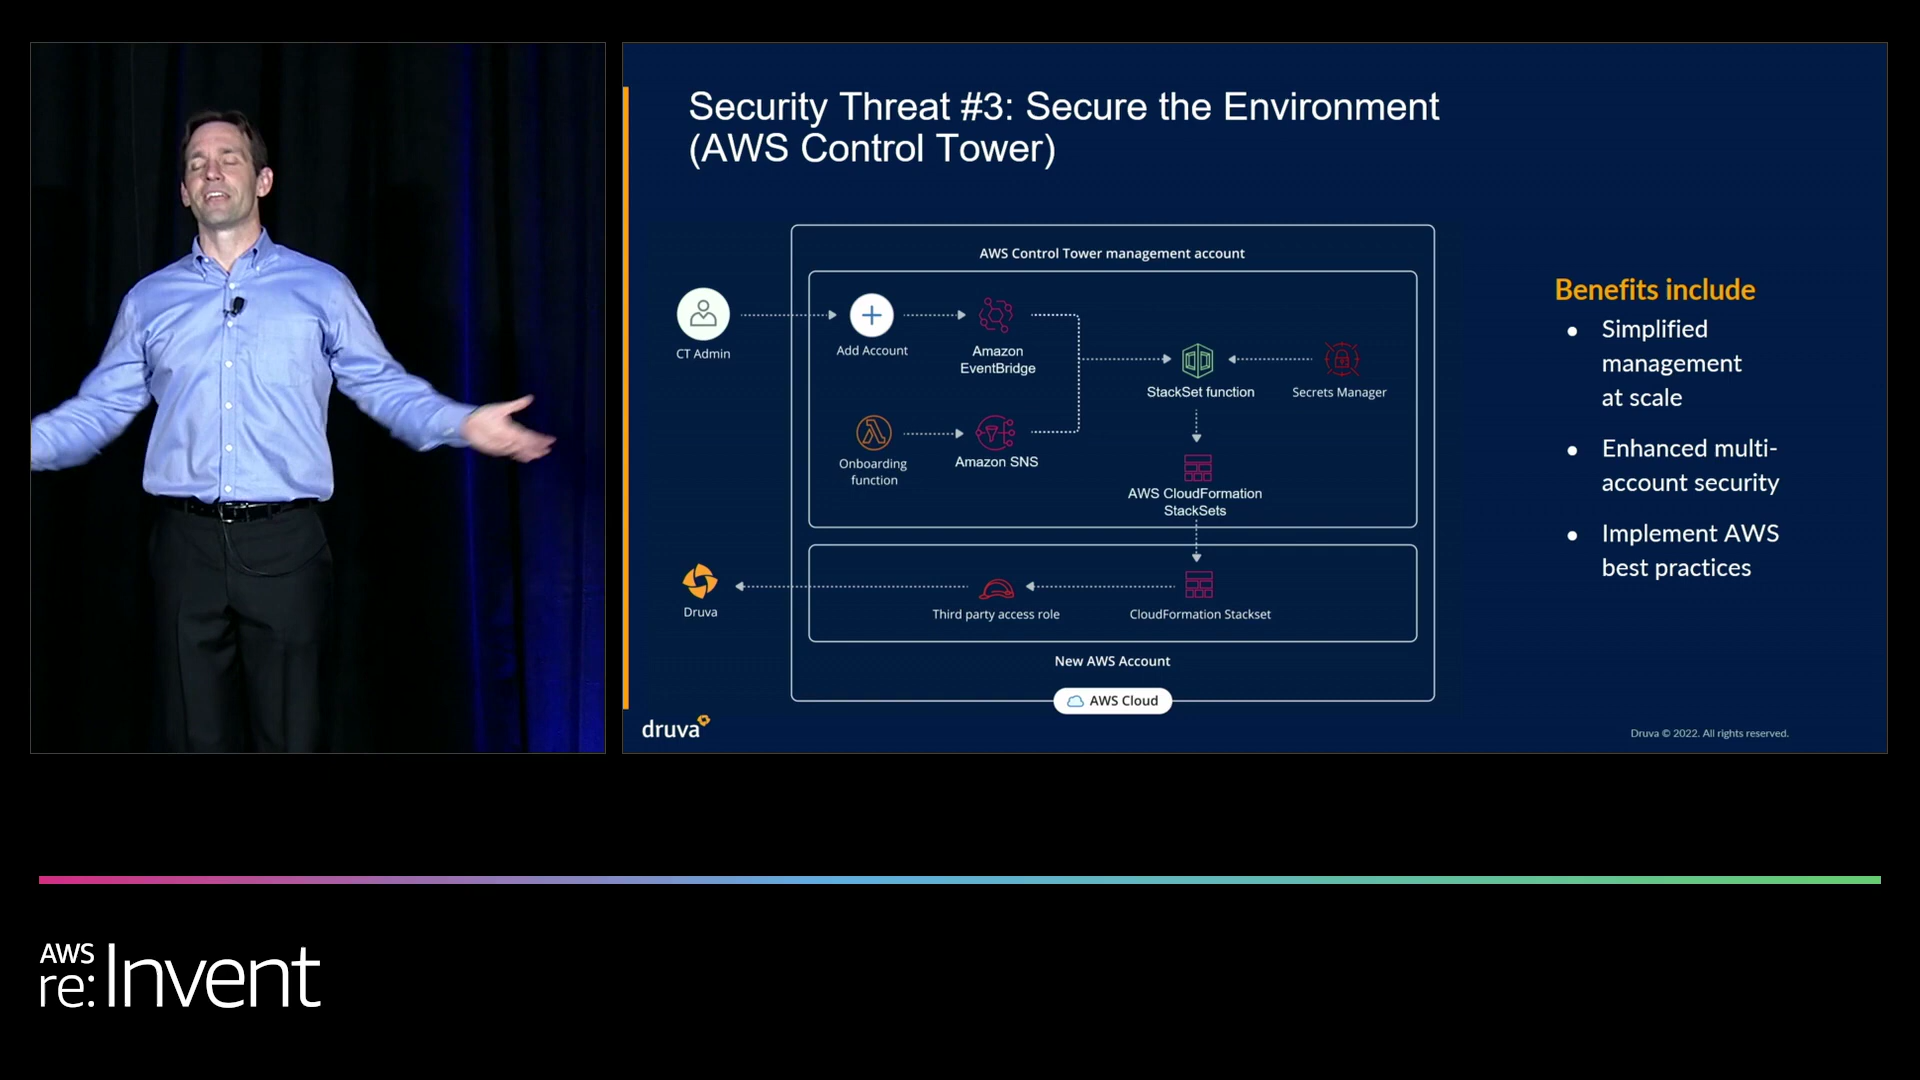 Security Threat #3: Secure the Environment
(AWS Control Tower)
AWS Control Tower management account
CT Admin
Add Account
Amazon
EventBridge
StackSet function
Secrets Manager
Onboarding
function
Amazon SNS
AWS CloudFormation
StackSets
Druva
Third party access role
CloudFormation Stackset
New AWS Account
AWS Cloud
Benefits include
• Simplified
management
at scale
• Enhanced multi-
account security
• Implement AWS
best practices
druva
Druva © 2022. All rights reserved.
AWS
re:Invent